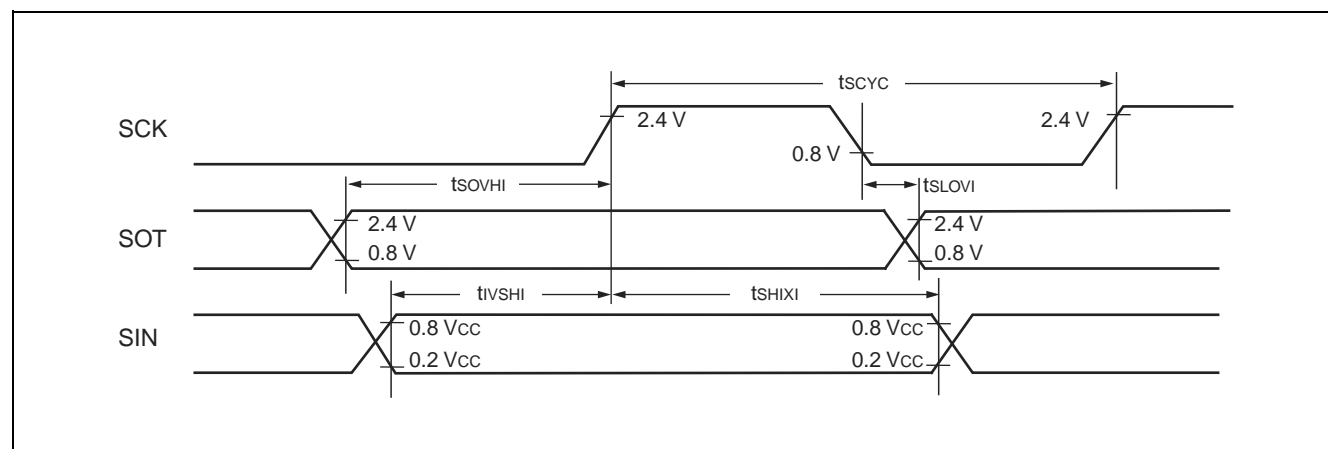 tSCYC
SCK
2.4 V
2.4 V
0.8 V
tSOVHI
tSLOVI
SOT
2.4 V
2.4 V
0.8 V
0.8 V
tIVSHI
tSHIXI
SIN
0.8 VCC
0.8 VCC
0.2 VCC
0.2 VCC